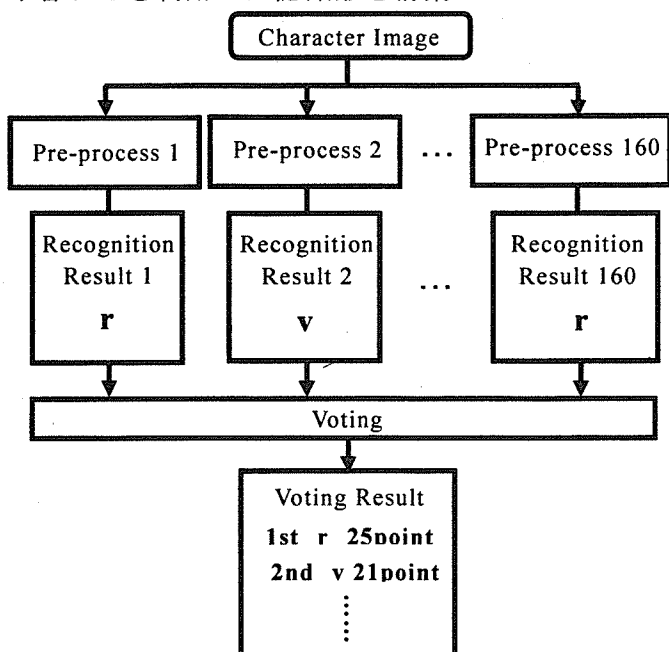 Character Image
Pre-process 1
Pre-process 2
...
Pre-process 160
Recognition
Result 1
r
Recognition
Result 2
v
...
Recognition
Result 160
r
Voting
Voting Result
1st r 25point
2nd v 21point